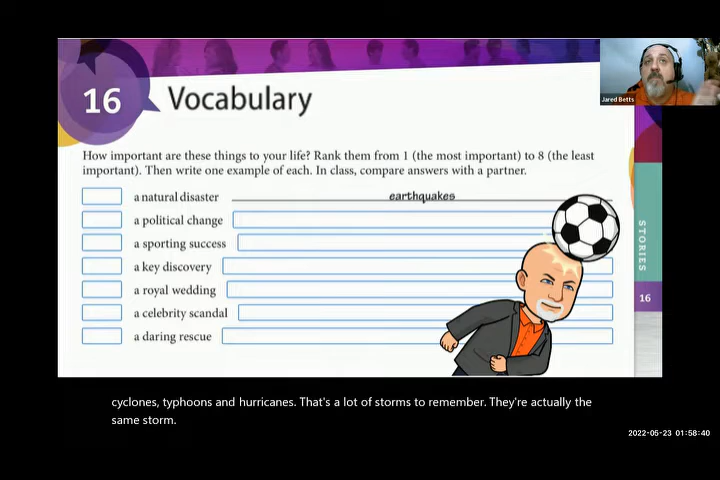 16
Vocabulary
Jared Betts
How important are these things to your life? Rank them from 1 (the most important) to 8 (the least
important). Then write one example of each. In class, compare answers with a partner.
a natural disaster earthquakes
a political change
a sporting success
a key discovery
a royal wedding
a celebrity scandal
a daring rescue
STORIES
16
cyclones, typhoons and hurricanes. That's a lot of storms to remember. They're actually the
same storm.
2022-05-23 01:58:40